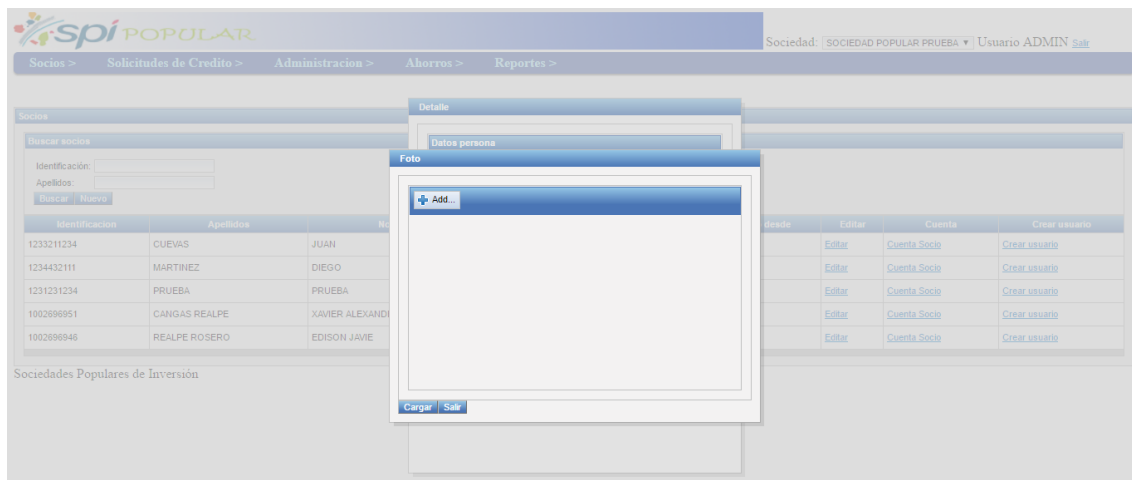 spi POPULAR
Sociedad: SOCIEDAD POPULAR PRUEBA Usuario ADMIN Salir
Socios > Solicitudes de Credito > Administracion > Ahorros > Reportes >
Detalle
Socios
Buscar socios
Datos persona
Foto
Identificación:
Apellidos:
Buscar Nuevo
Add...
Identificacion Apellidos desde Editar Cuenta Crear usuario
1233211234 CUEVAS JUAN Editar Cuenta Socio Crear usuario
1234432111 MARTINEZ DIEGO Editar Cuenta Socio Crear usuario
1231231234 PRUEBA PRUEBA Editar Cuenta Socio Crear usuario
1002696951 CANGAS REALPE XAVIER Editar Cuenta Socio Crear usuario
1002696946 REALPE ROSERO EDISON JAVIE Editar Cuenta Socio Crear usuario
Sociedades Populares de Inversión
Cargar Salir